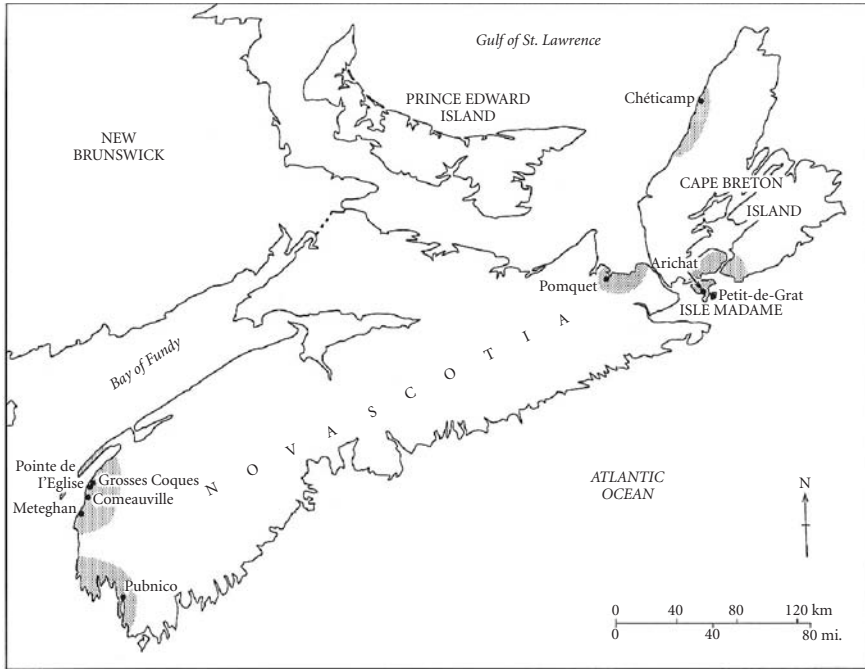 Gulf of St. Lawrence
Chéticamp
PRINCE EDWARD
ISLAND
NEW
BRUNSWICK
CAPE BRETON
ISLAND
Arichat
Pomquet
Petit-de-Grat
ISLE MADAME
Bay of Fundy
NOVA SCOTIA
Pointe de
l'Eglise
Grosses Coques
Comeauville
Meteghan
ATLANTIC
OCEAN
N
Pubnico
0 40 80 120 km
0 40 80 mi.